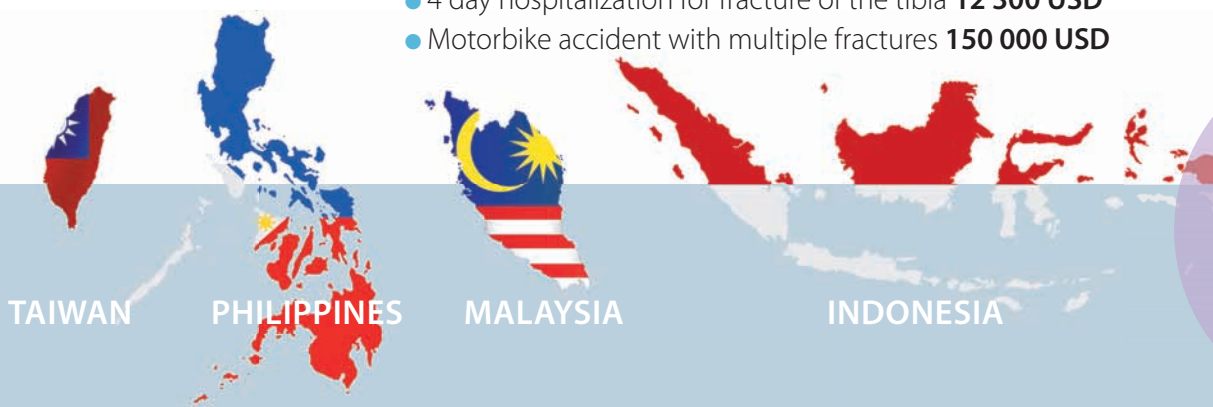 ● 4 day hospitalization for fracture of the tibia 12 300 USD
● Motorbike accident with multiple fractures 150 000 USD
TAIWAN PHILIPPINES MALAYSIA INDONESIA